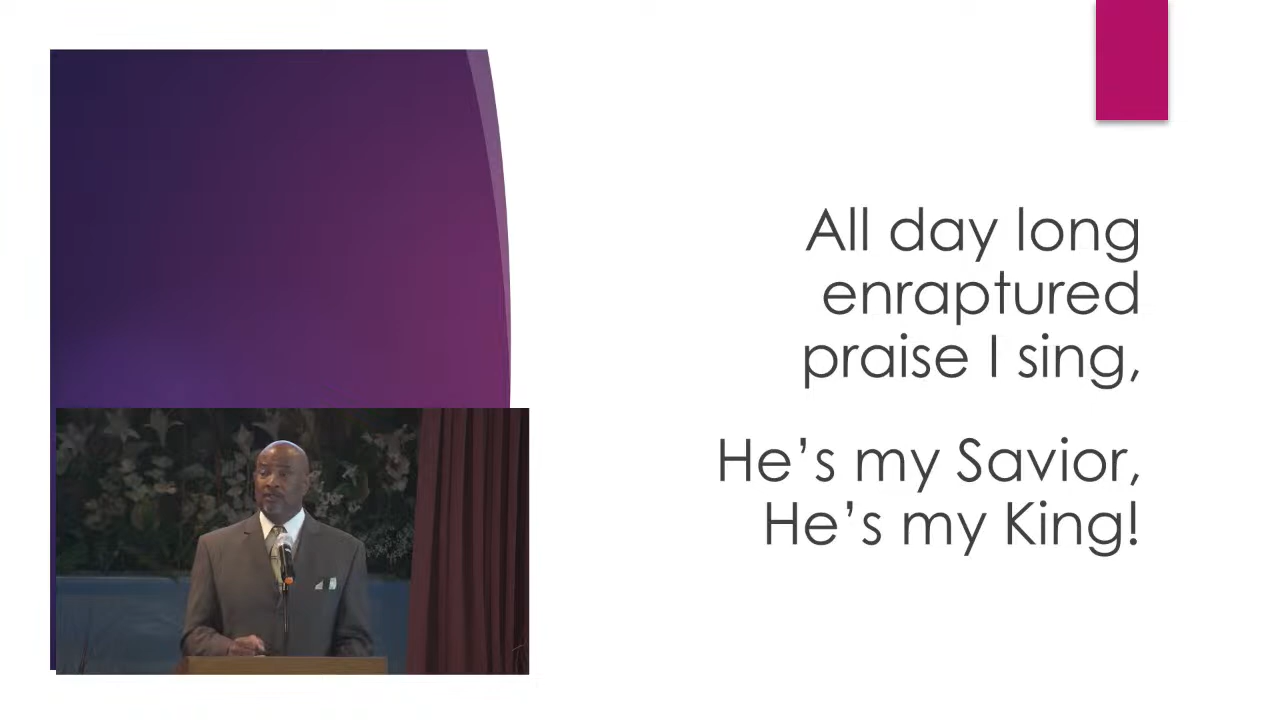 All day long
enraptured
praise I sing,
He’s my Savior,
He’s my King!